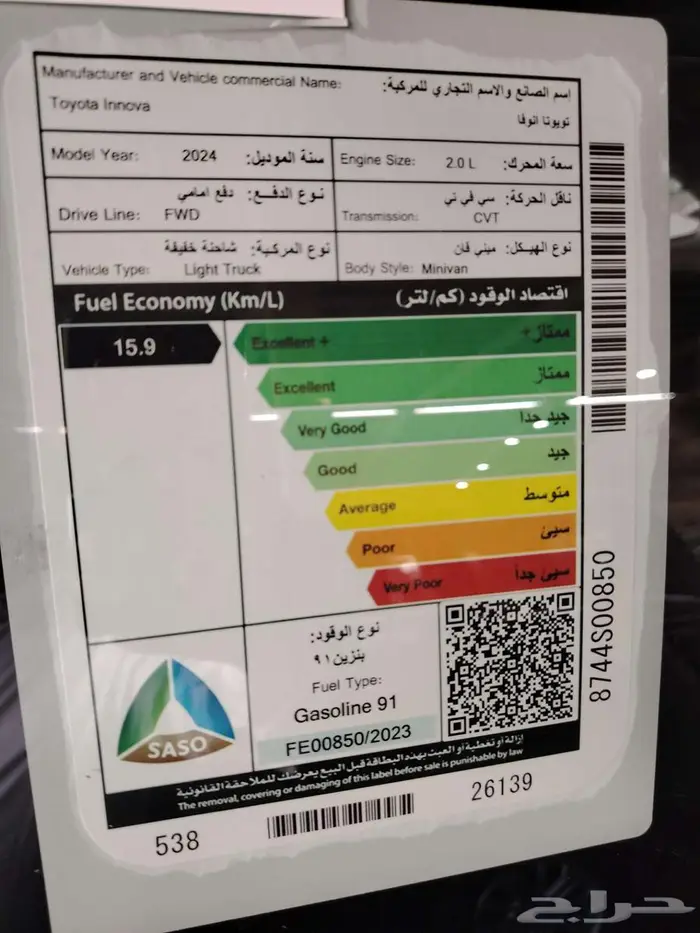 Manufacturer and Vehicle commercial Name: اسم الصانع والاسم التجاري للمركبة:
Toyota Innova تويوتا انوفا
Model Year: 2024 سنة الموديل:
Engine Size: 2.0 L سعة المحرك:
نوع الدفع: دفع امامي
Drive Line: FWD
ناقل الحركة: سي في تي
Transmission: CVT
نوع المركبة: شاحنة خفيفة
Vehicle Type: Light Truck
نوع الهيكل: ميني فان
Body Style: Minivan
Fuel Economy (Km/L) اقتصاد الوقود (كم/لتر)
15.9
Excellent + ممتاز+
Excellent ممتاز
Very Good جيد جدا
Good جيد
Average متوسط
Poor سيئ
Very Poor سيئ جداً
نوع الوقود:
بنزين ٩١
Fuel Type:
Gasoline 91
FE00850/2023
SASO
إزالة أو تغطية أو العبث بهذه البطاقة قبل البيع يعرضك للملاحقة القانونية
The removal, covering or damaging of this label before sale is punishable by law
538
26139
8744S00850
حراج